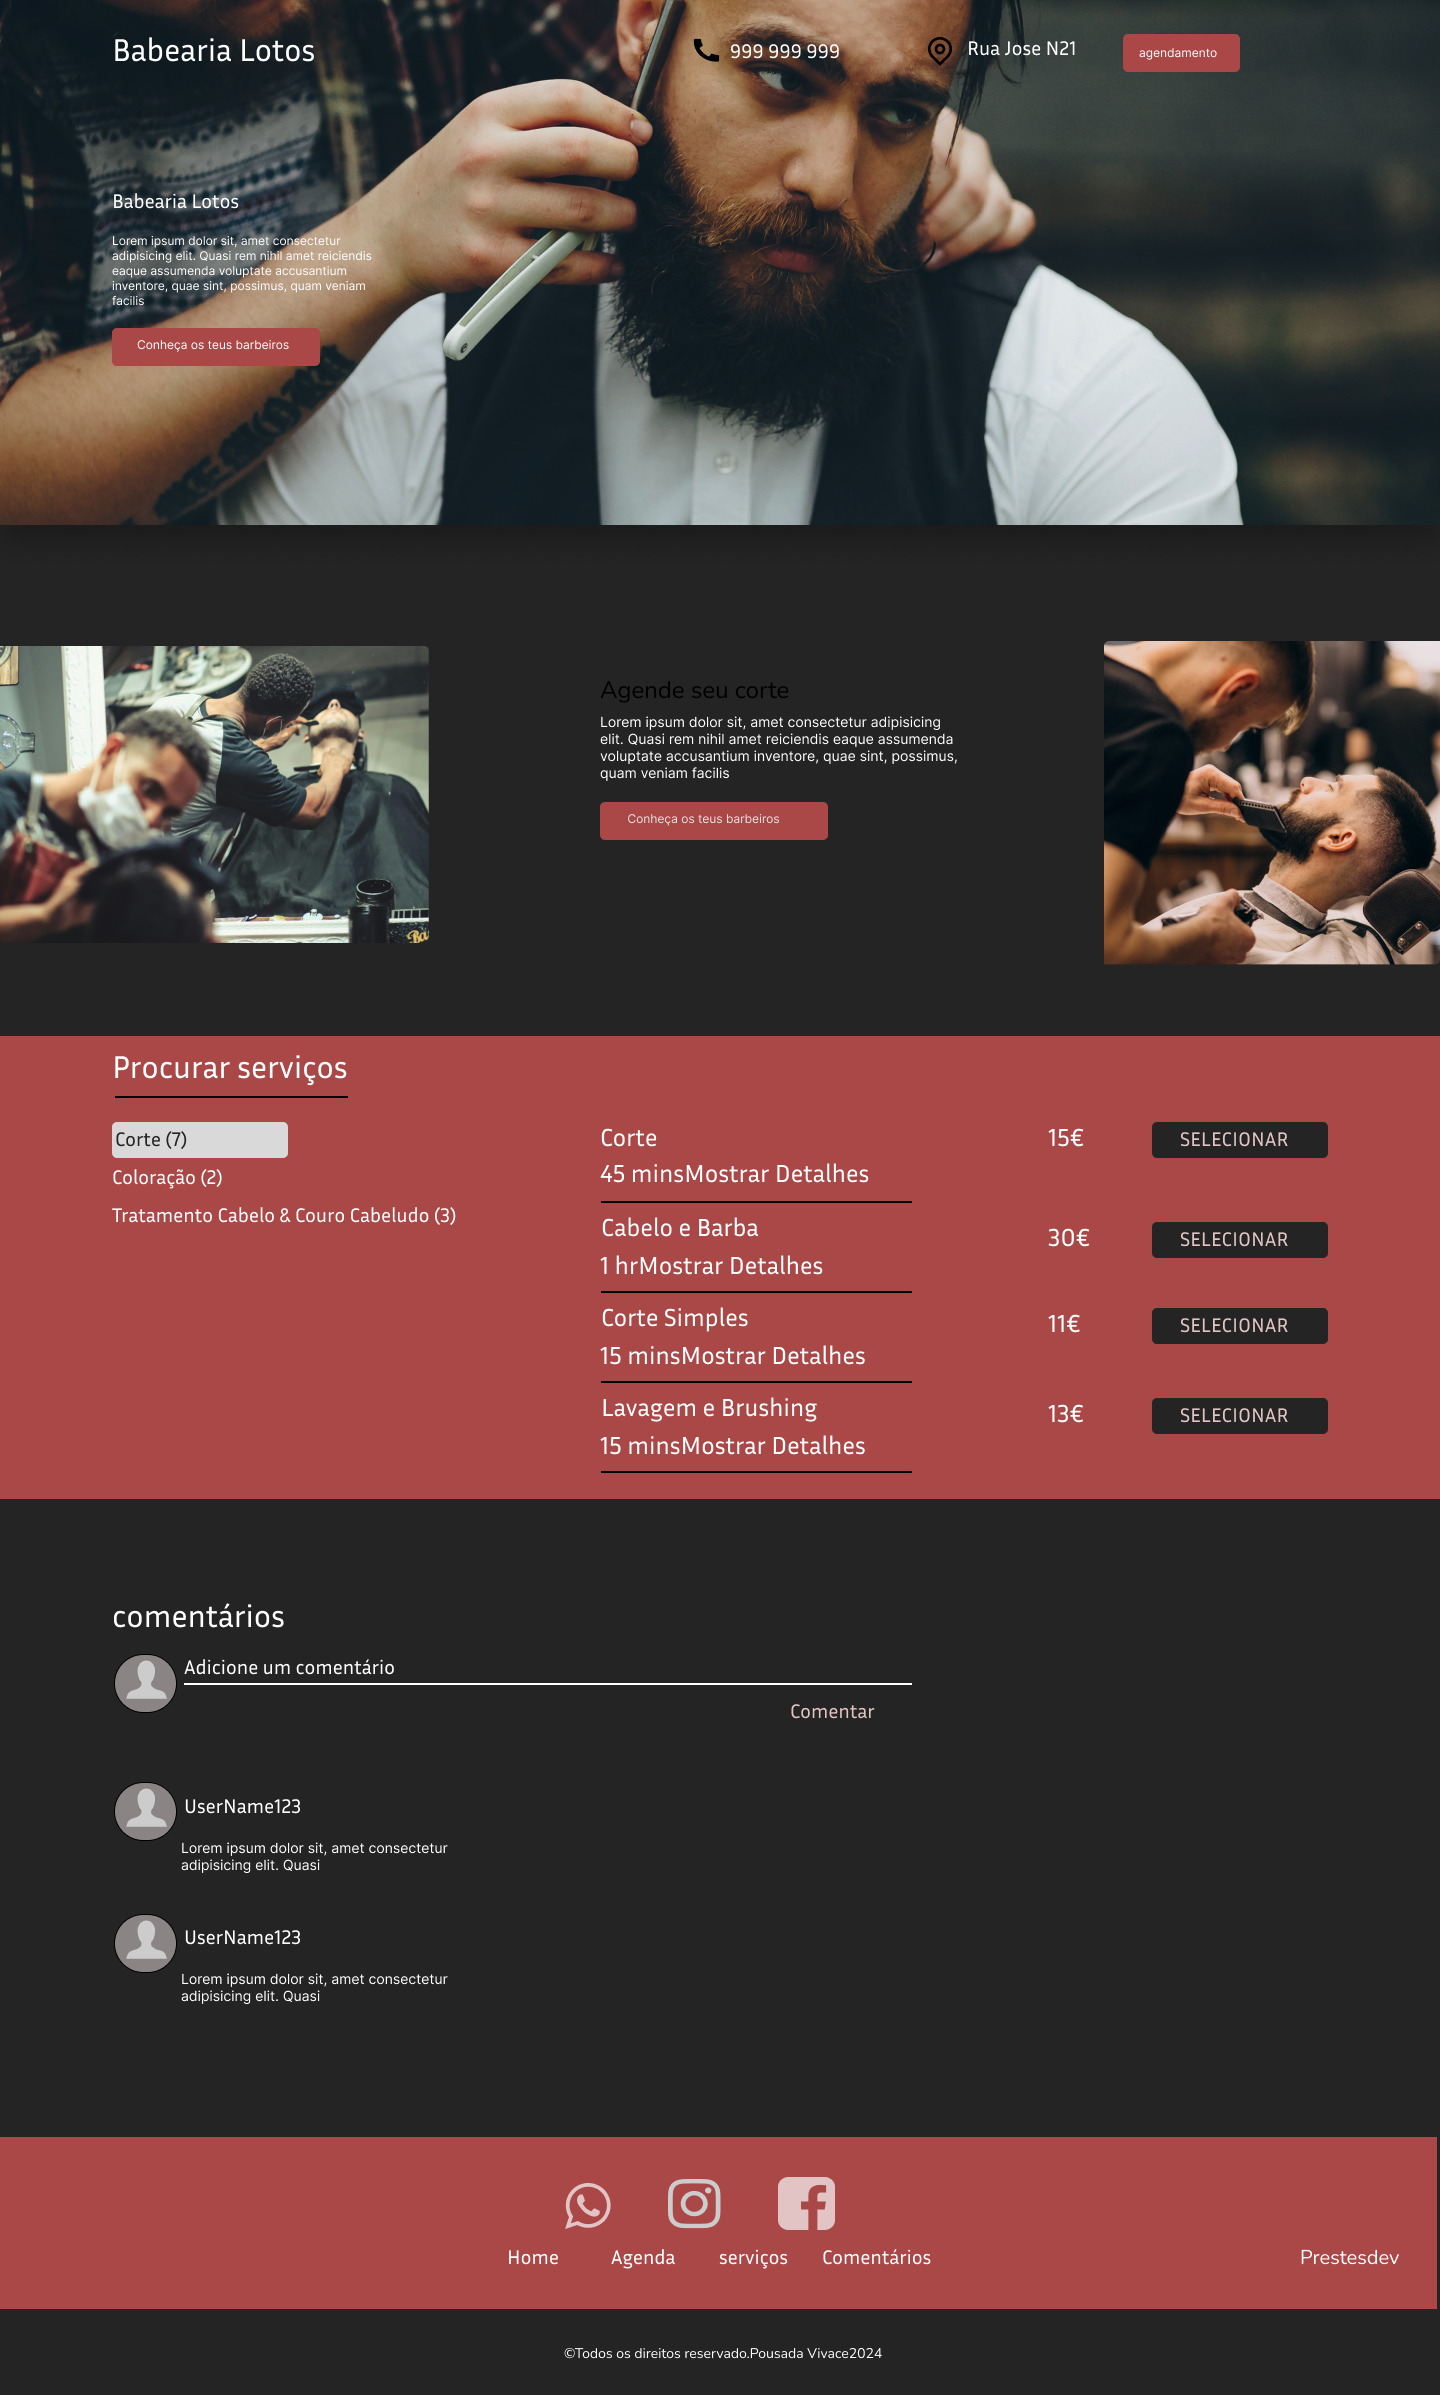 Babearia Lotos
999 999 999
Rua Jose N21
agendamento
Babearia Lotos
Lorem ipsum dolor sit, amet consectetur
adipisicing elit. Quasi rem nihil amet reiciendis
eaque assumenda voluptate accusantium
inventore, quae sint, possimus, quam veniam
facilis
Conheça os teus barbeiros
Agende seu corte
Lorem ipsum dolor sit, amet consectetur adipisicing
elit. Quasi rem nihil amet reiciendis eaque assumenda
voluptate accusantium inventore, quae sint, possimus,
quam veniam facilis
Conheça os teus barbeiros
Procurar serviços
Corte (7)
Coloração (2)
Tratamento Cabelo & Couro Cabeludo (3)
Corte
45 minsMostrar Detalhes
15€
SELECIONAR
Cabelo e Barba
1 hrMostrar Detalhes
30€
SELECIONAR
Corte Simples
15 minsMostrar Detalhes
11€
SELECIONAR
Lavagem e Brushing
15 minsMostrar Detalhes
13€
SELECIONAR
comentários
Adicione um comentário
Comentar
UserName123
Lorem ipsum dolor sit, amet consectetur
adipisicing elit. Quasi
UserName123
Lorem ipsum dolor sit, amet consectetur
adipisicing elit. Quasi
Home
Agenda
serviços
Comentários
Prestesdev
©Todos os direitos reservado.Pousada Vivace2024